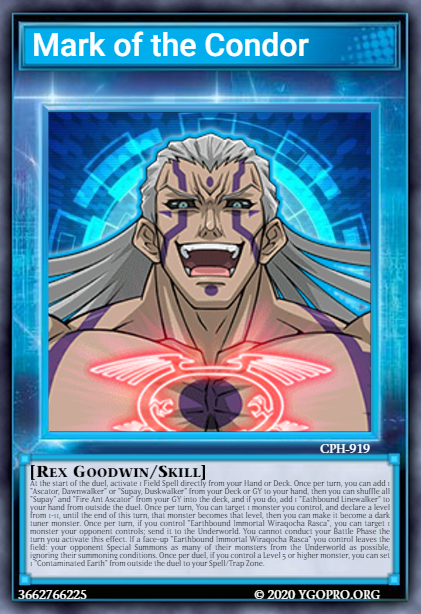 Mark of the Condor
CPH-919
[Rex Goodwin/Skill]
At the start of the duel, activate 1 Field Spell directly from your Hand or Deck. Once per turn, you can add 1
"Ascator, Dawnwalker" or "Supay, Duskwalker" from your Deck or GY to your hand, then you can shuffle all
"Supay" and "Fire Ant Ascator" from your GY into the deck, and if you do, add 1 "Eathbound Linewalker" to
your hand from outside the duel. Once per turn, You can target 1 monster you control, and declare a level
from 1-11, until the end of this turn, that monster becomes that level, then you can make it become a dark
tuner monster. Once per turn, if you control "Earthbound Immortal Wiraqocha Rasca", you can target 1
monster your opponent controls; send it to the Underworld. You cannot conduct your Battle Phase the
turn you activate this effect. If a face-up "Earthbound Immortal Wiraqocha Rasca" you control leaves the
field: your opponent Special Summons as many of their monsters from the Underworld as possible,
ignoring their summoning conditions. Once per duel, if you control a Level 5 or higher monster, you can set
1 "Contaminated Earth" from outside the duel to your Spell/Trap Zone.
3662766225
© 2020 YGOPRO.ORG